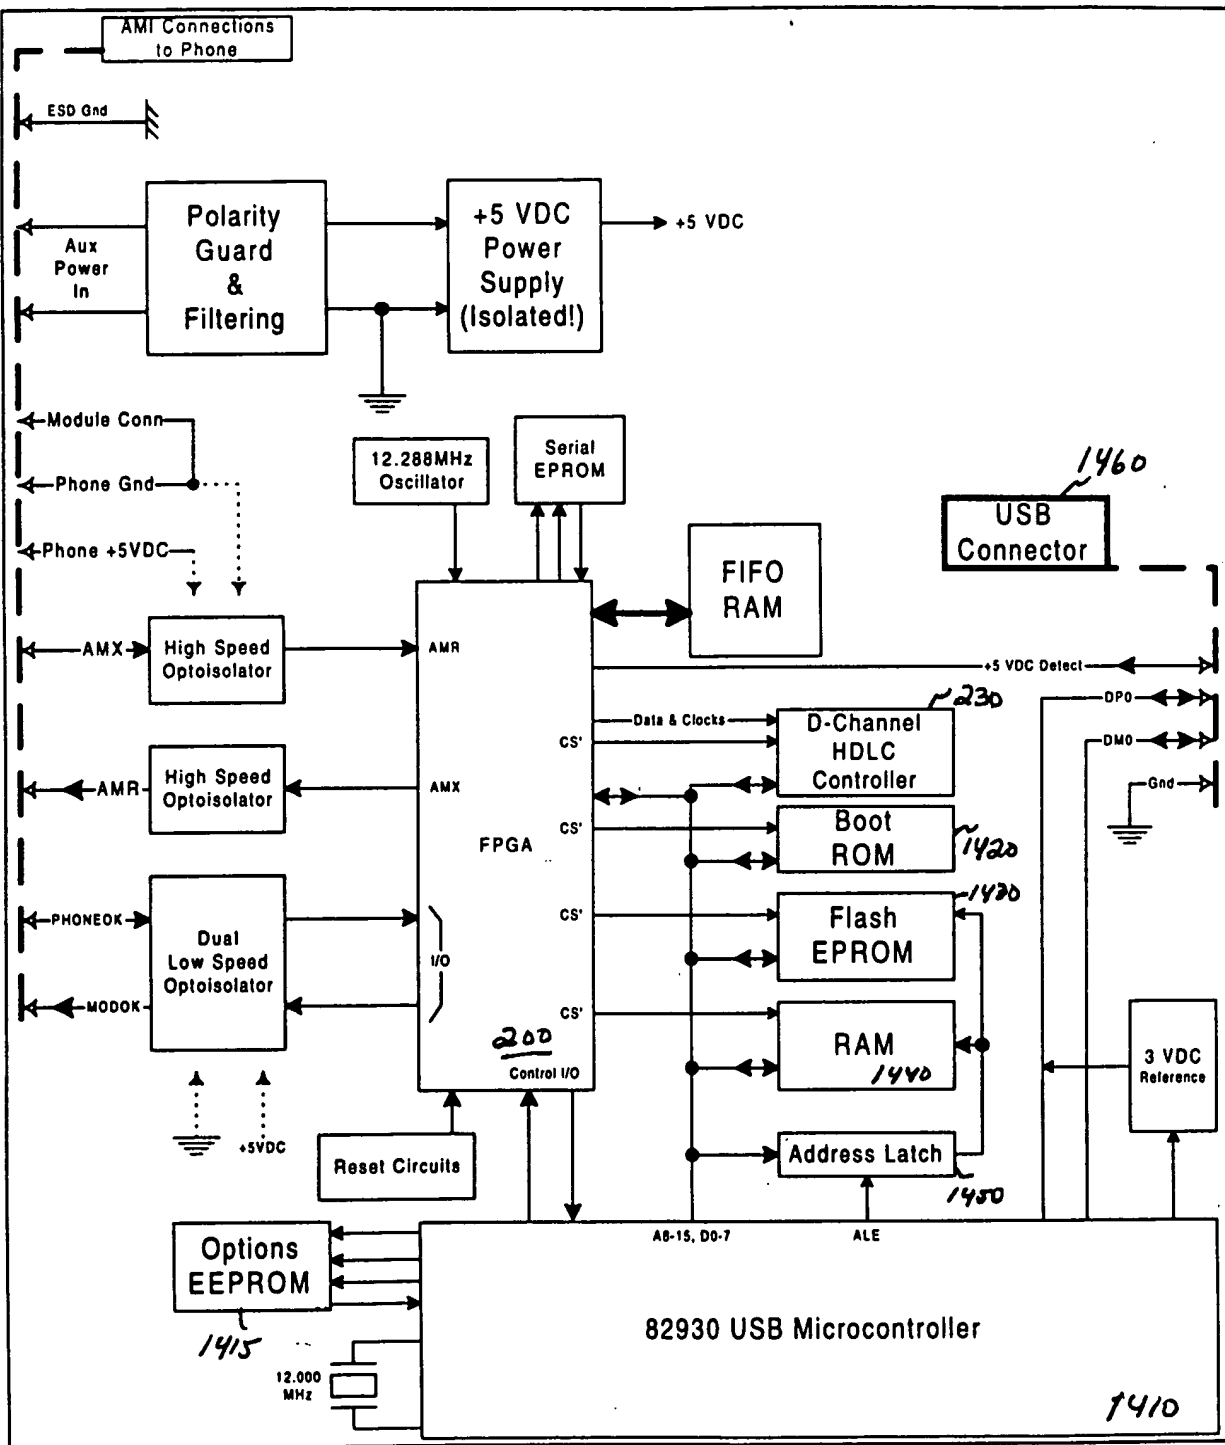 AMI Connections
to Phone
ESD Gnd
Polarity
Guard
&
Filtering
+5 VDC
Power
Supply
(Isolated!)
+5 VDC
Aux
Power
In
Module Conn
Phone Gnd
Phone +5VDC
12.288MHz
Oscillator
Serial
EPROM
FIFO
RAM
1460
USB
Connector
AMX
High Speed
Optoisolator
AMR
+5 VDC Detect
DP0
230
Data & Clocks
D-Channel
HDLC
Controller
CS'
DM0
Gnd
AMR
High Speed
Optoisolator
AMX
FPGA
CS'
Boot
ROM
1420
1430
PHONEOK
Dual
Low Speed
Optoisolator
I/O
CS'
Flash
EPROM
MODOK
CS'
RAM
1440
200
Control I/O
3 VDC
Reference
+5VDC
Reset Circuits
Address Latch
1450
A8-15, D0-7
ALE
Options
EEPROM
1415
82930 USB Microcontroller
12.000
MHz
1410